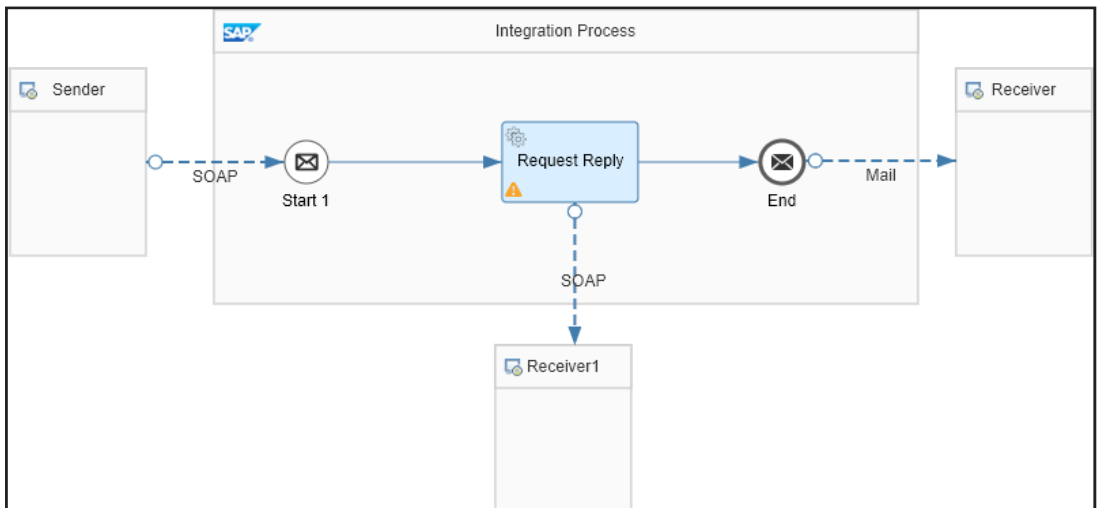 SAP
Integration Process
Sender
Receiver
Request Reply
SOAP
Mail
Start 1
End
SOAP
Receiver1